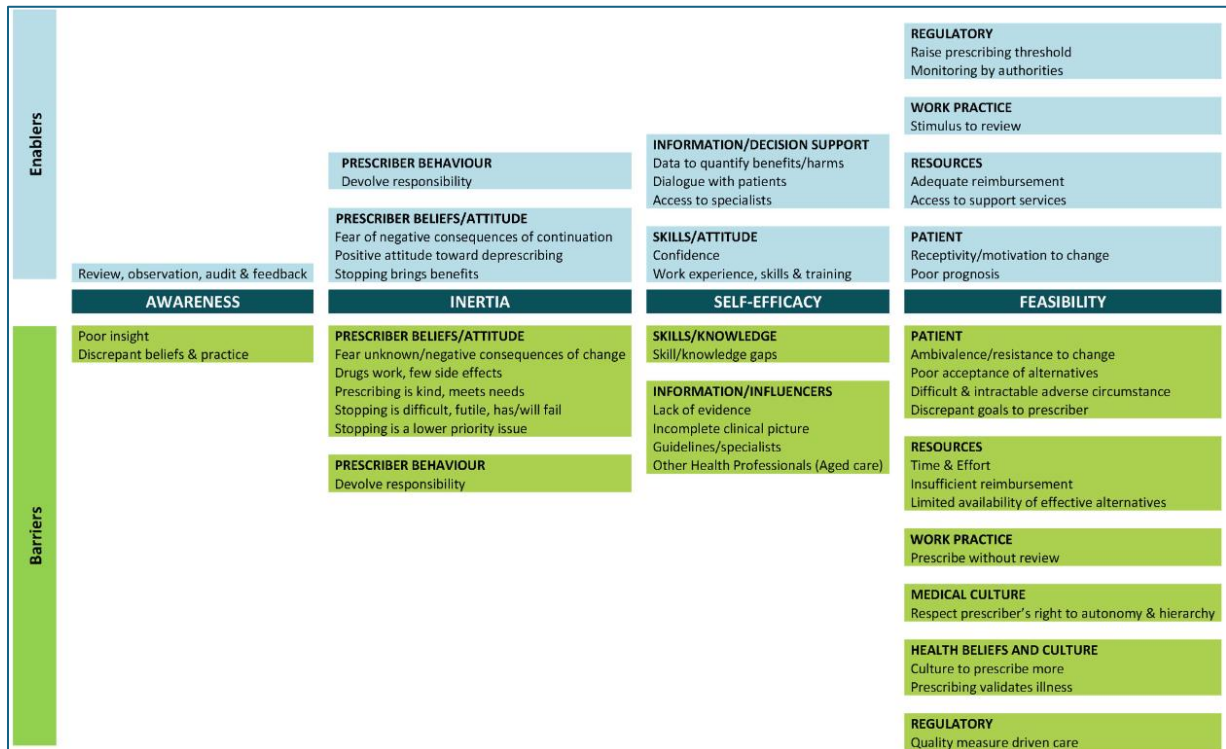 Enablers
Review, observation, audit & feedback
AWARENESS
Poor insight
Discrepant beliefs & practice
PRESCRIBER BEHAVIOUR
Devolve responsibility
PRESCRIBER BELIEFS/ATTITUDE
Fear of negative consequences of continuation
Positive attitude toward deprescribing
Stopping brings benefits
INERTIA
PRESCRIBER BELIEFS/ATTITUDE
Fear unknown/negative consequences of change
Drugs work, few side effects
Prescribing is kind, meets needs
Stopping is difficult, futile, has/will fail
Stopping is a lower priority issue
PRESCRIBER BEHAVIOUR
Devolve responsibility
INFORMATION/DECISION SUPPORT
Data to quantify benefits/harms
Dialogue with patients
Access to specialists
SKILLS/ATTITUDE
Confidence
Work experience, skills & training
SELF-EFFICACY
SKILLS/KNOWLEDGE
Skill/knowledge gaps
INFORMATION/INFLUENCERS
Lack of evidence
Incomplete clinical picture
Guidelines/specialists
Other Health Professionals (Aged care)
REGULATORY
Raise prescribing threshold
Monitoring by authorities
WORK PRACTICE
Stimulus to review
RESOURCES
Adequate reimbursement
Access to support services
PATIENT
Receptivity/motivation to change
Poor prognosis
FEASIBILITY
PATIENT
Ambivalence/resistance to change
Poor acceptance of alternatives
Difficult & intractable adverse circumstance
Discrepant goals to prescriber
RESOURCES
Time & Effort
Insufficient reimbursement
Limited availability of effective alternatives
WORK PRACTICE
Prescribe without review
MEDICAL CULTURE
Respect prescriber's right to autonomy & hierarchy
HEALTH BELIEFS AND CULTURE
Culture to prescribe more
Prescribing validates illness
REGULATORY
Quality measure driven care
Barriers